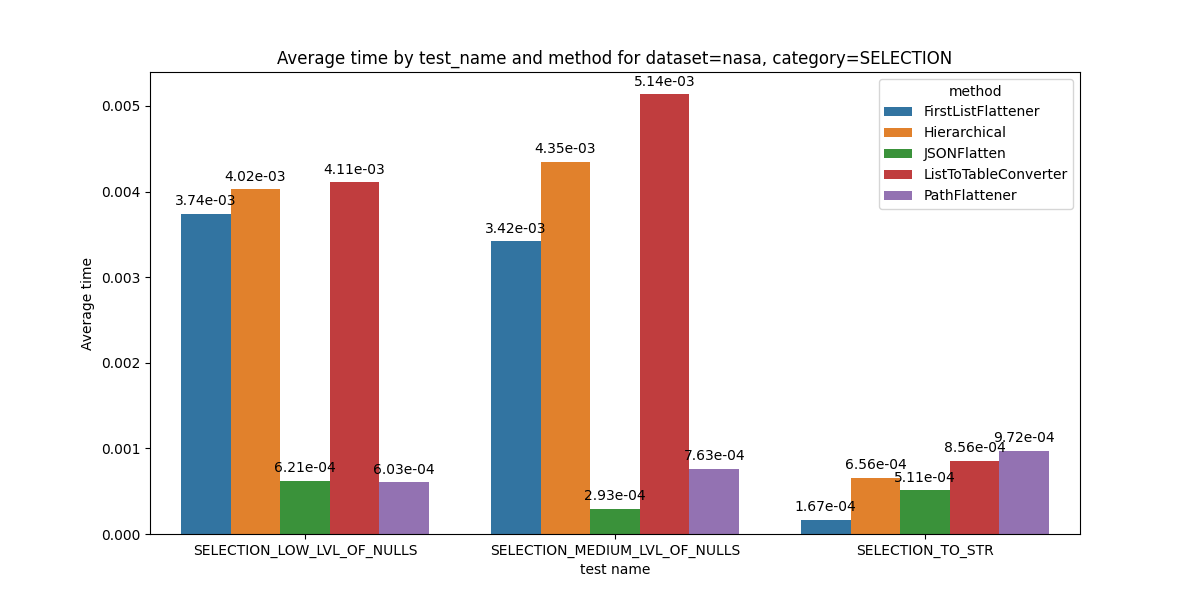 Average time by test_name and method for dataset=nasa, category=SELECTION
Average time
0.005
0.004
0.003
0.002
0.001
0.000
3.74e-03
4.02e-03
6.21e-04
4.11e-03
6.03e-04
3.42e-03
4.35e-03
2.93e-04
5.14e-03
7.63e-04
1.67e-04
6.56e-04
5.11e-04
8.56e-04
9.72e-04
method
FirstListFlattener
Hierarchical
JSONFlatten
ListToTableConverter
PathFlattener
SELECTION_LOW_LVL_OF_NULLS
SELECTION_MEDIUM_LVL_OF_NULLS
SELECTION_TO_STR
test name